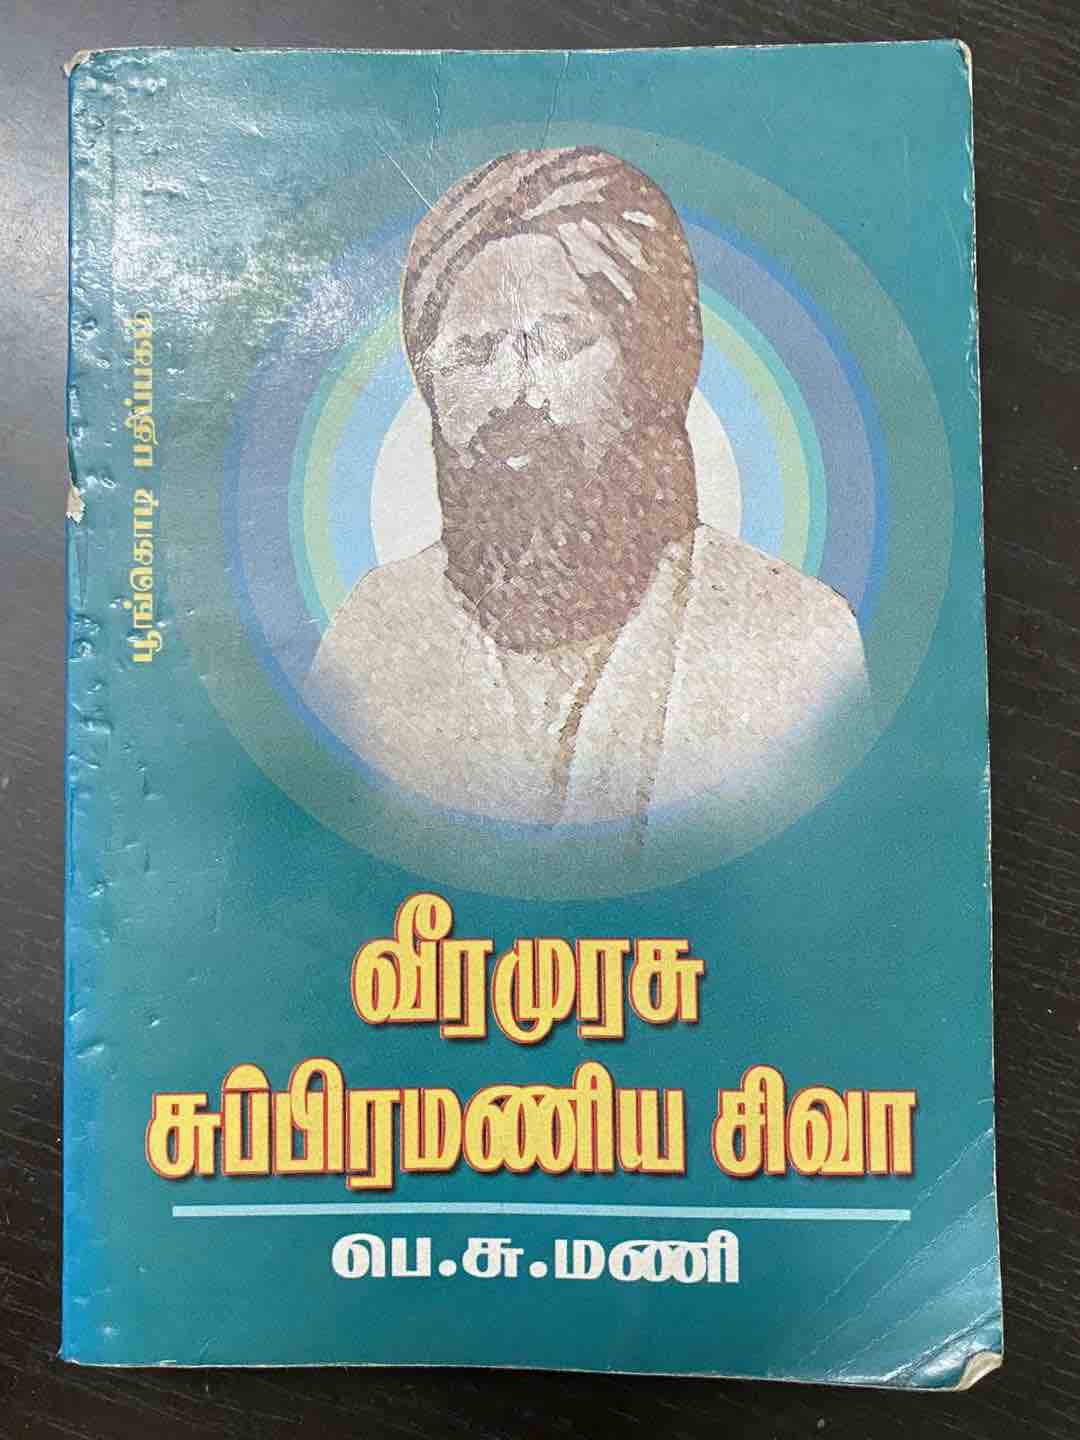 பூங்கொடி பதிப்பகம்
வீரமுரசு
சுப்பிரமணிய சிவா
பெ.சு.மணி